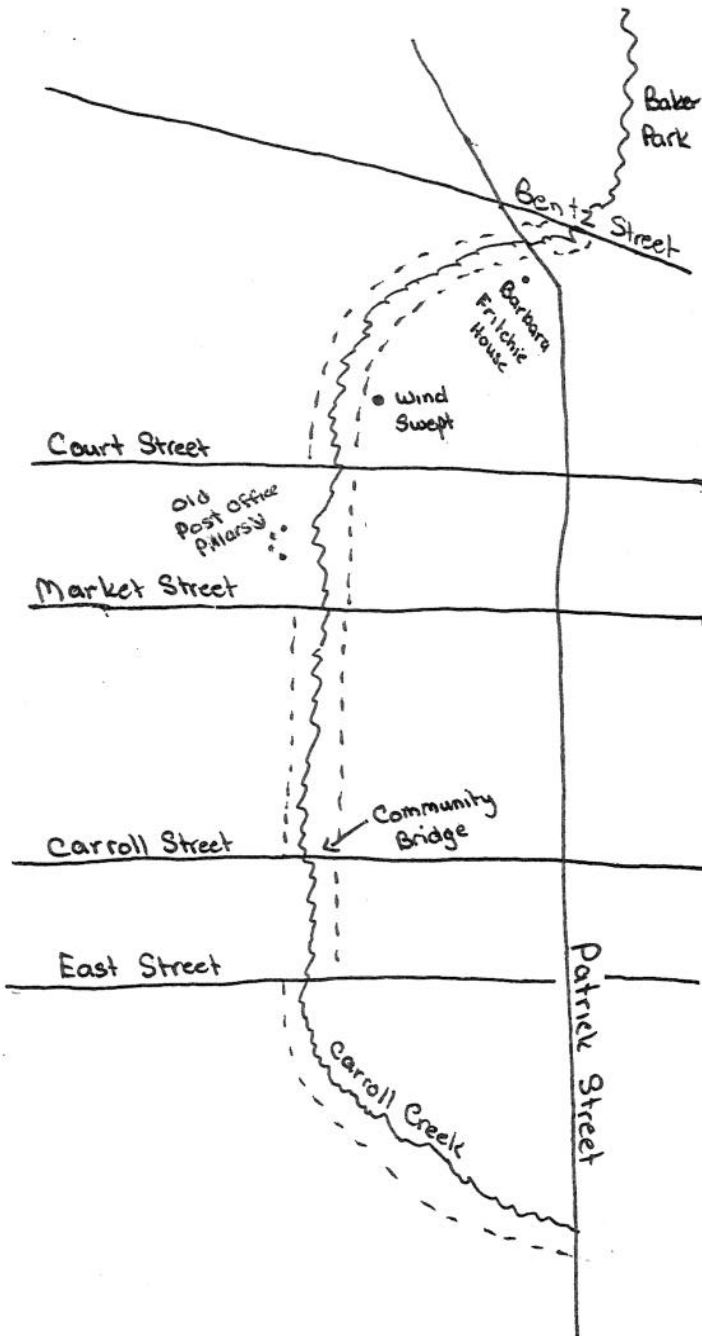 Baker
Park
Bentz Street
Barbara
Fritchie
House
Wind
Swept
Court Street
Old
Post Office
Pillars
Market Street
Community
Bridge
Carroll Street
East Street
Patrick Street
Carroll Creek